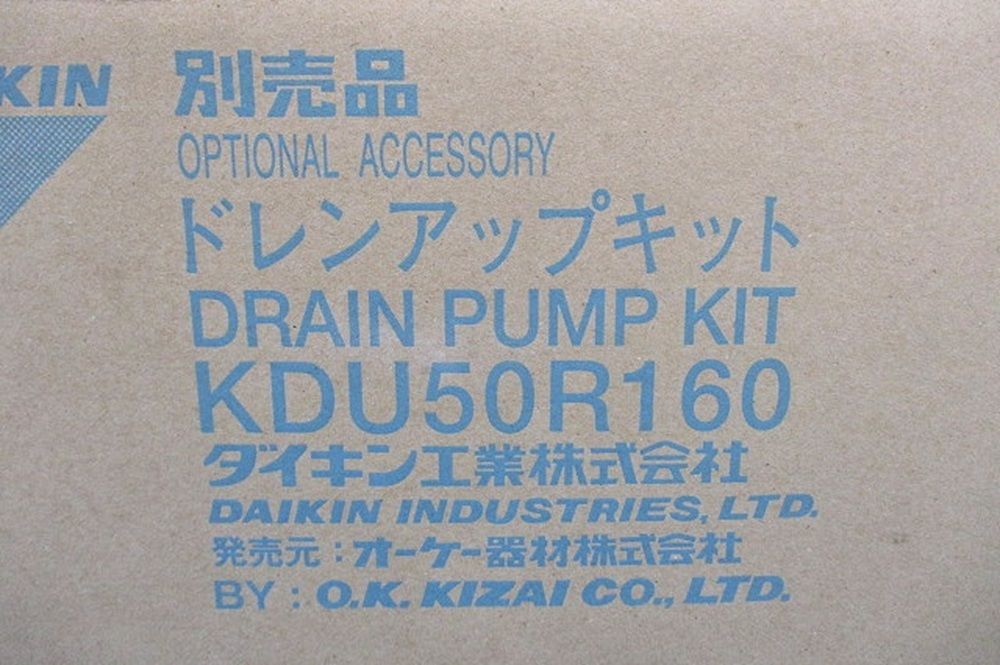 KIN
別売品
OPTIONAL ACCESSORY
ドレンアップキット
DRAIN PUMP KIT
KDU50R160
ダイキン工業株式会社
DAIKIN INDUSTRIES, LTD.
発売元：オーケー器材株式会社
BY : O.K. KIZAI CO., LTD.